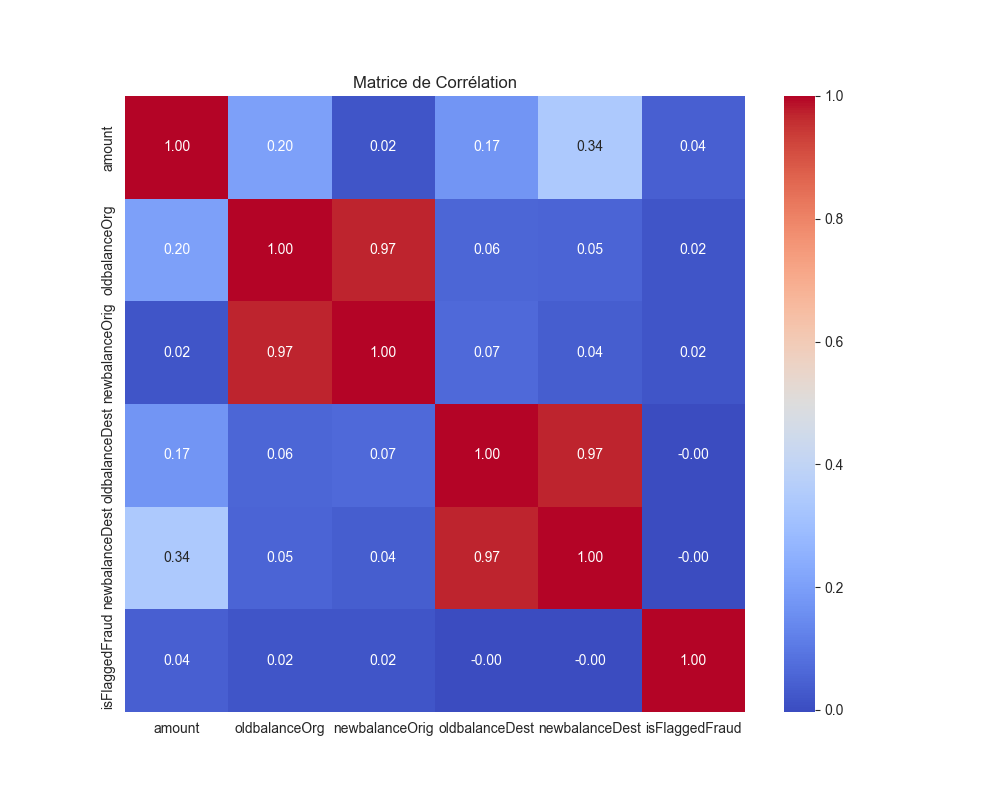 Matrice de Corrélation
amount 1.00 0.20 0.02 0.17 0.34 0.04
oldbalanceOrg 0.20 1.00 0.97 0.06 0.05 0.02
newbalanceOrig 0.02 0.97 1.00 0.07 0.04 0.02
oldbalanceDest 0.17 0.06 0.07 1.00 0.97 -0.00
newbalanceDest 0.34 0.05 0.04 0.97 1.00 -0.00
isFlaggedFraud 0.04 0.02 0.02 -0.00 -0.00 1.00
amount oldbalanceOrg newbalanceOrig oldbalanceDest newbalanceDest isFlaggedFraud
1.0
0.8
0.6
0.4
0.2
0.0